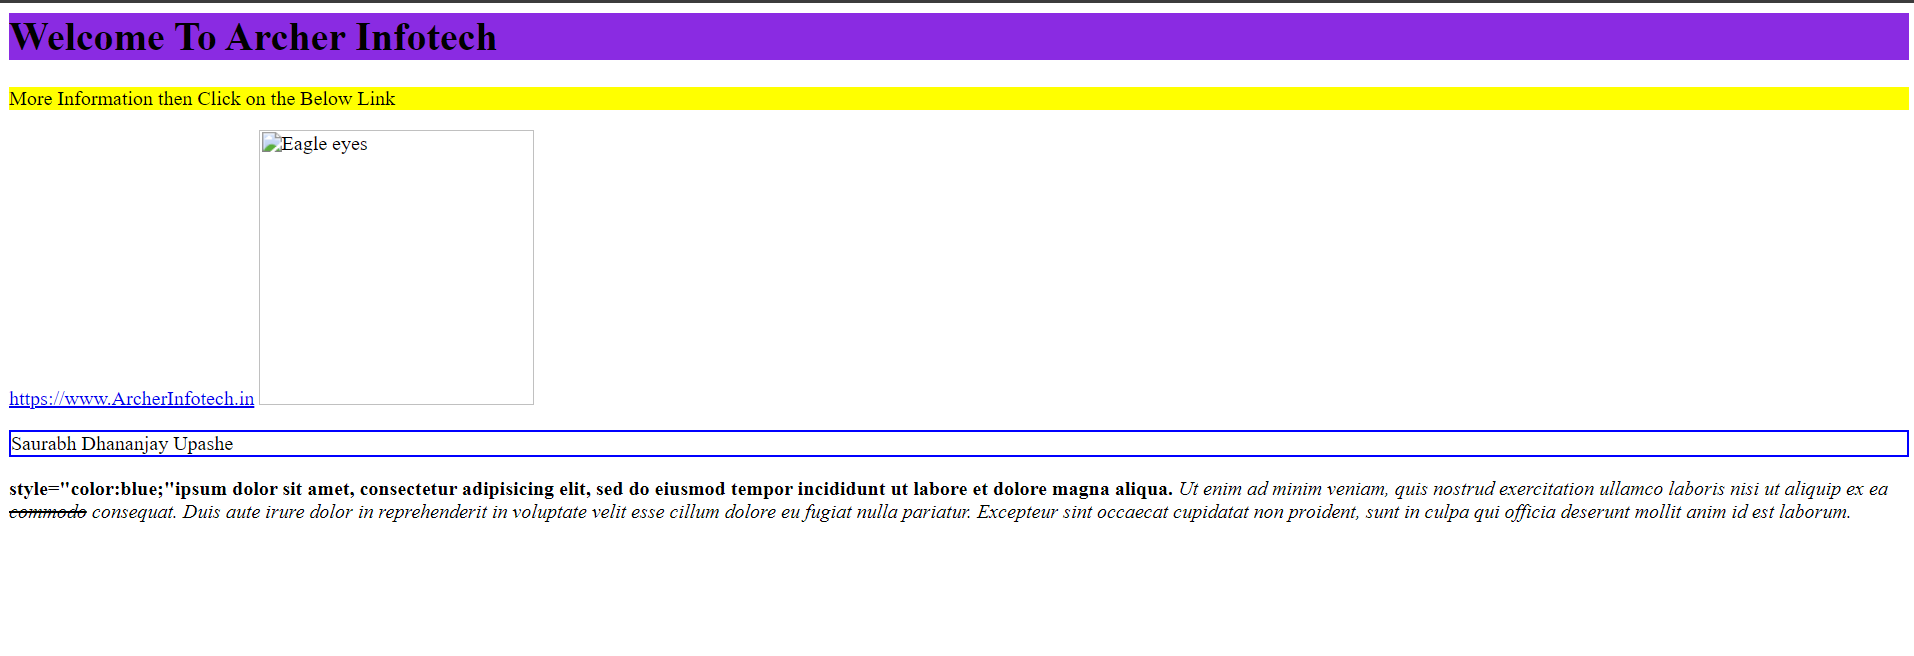 Welcome To Archer Infotech
More Information then Click on the Below Link
Eagle eyes
https://www.ArcherInfotech.in
Saurabh Dhananjay Upashe
style="color:blue;"ipsum dolor sit amet, consectetur adipisicing elit, sed do eiusmod tempor incididunt ut labore et dolore magna aliqua. Ut enim ad minim veniam, quis nostrud exercitation ullamco laboris nisi ut aliquip ex ea
commodo consequat. Duis aute irure dolor in reprehenderit in voluptate velit esse cillum dolore eu fugiat nulla pariatur. Excepteur sint occaecat cupidatat non proident, sunt in culpa qui officia deserunt mollit anim id est laborum.